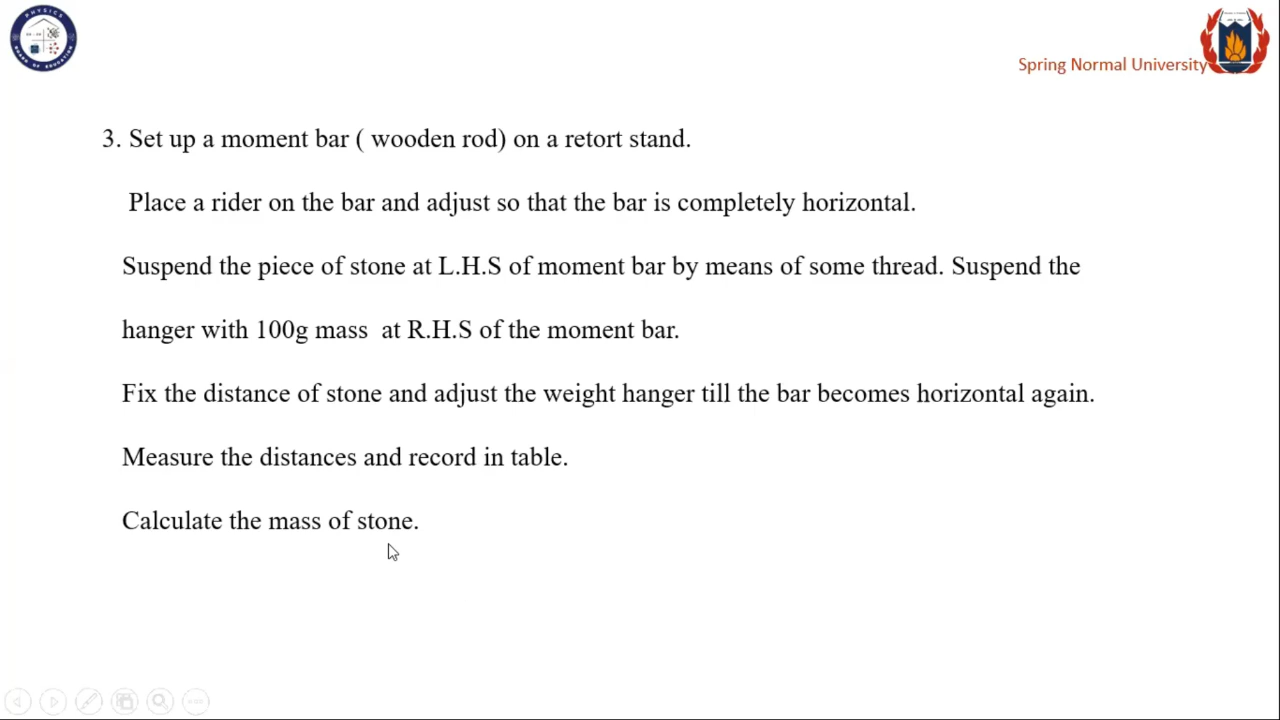 PHYSICS
BOARD OF EDUCATION
Spring Normal University
3. Set up a moment bar ( wooden rod) on a retort stand.
Place a rider on the bar and adjust so that the bar is completely horizontal.
Suspend the piece of stone at L.H.S of moment bar by means of some thread. Suspend the
hanger with 100g mass  at R.H.S of the moment bar.
Fix the distance of stone and adjust the weight hanger till the bar becomes horizontal again.
Measure the distances and record in table.
Calculate the mass of stone.